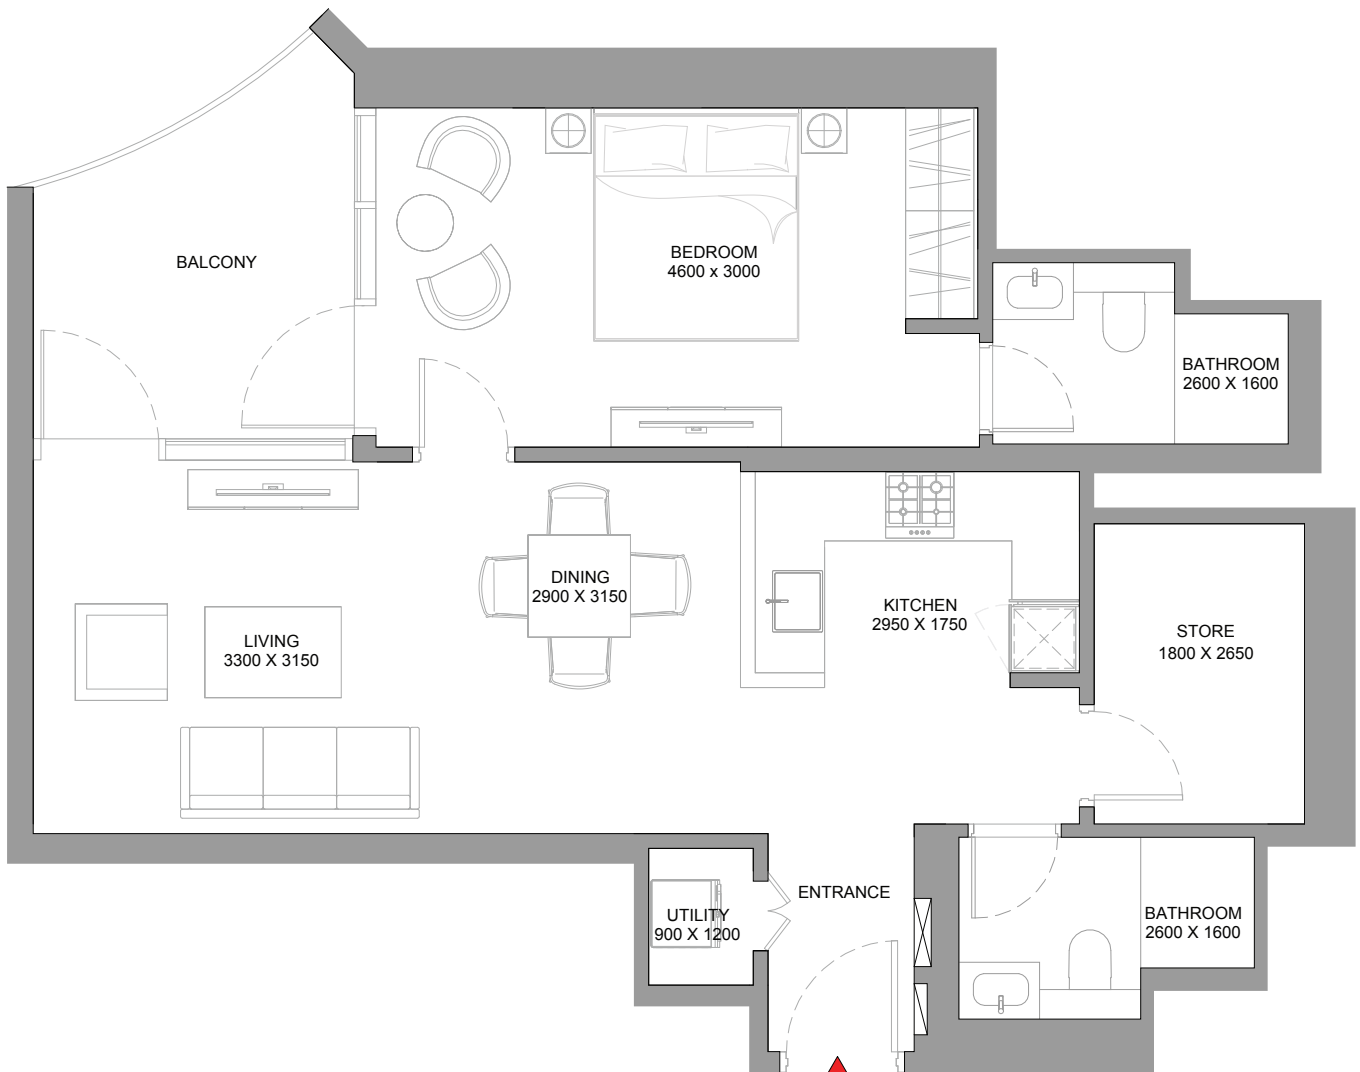 BALCONY
BEDROOM
4600 x 3000
BATHROOM
2600 X 1600
DINING
2900 X 3150
KITCHEN
2950 X 1750
LIVING
3300 X 3150
STORE
1800 X 2650
ENTRANCE
UTILITY
900 X 1200
BATHROOM
2600 X 1600